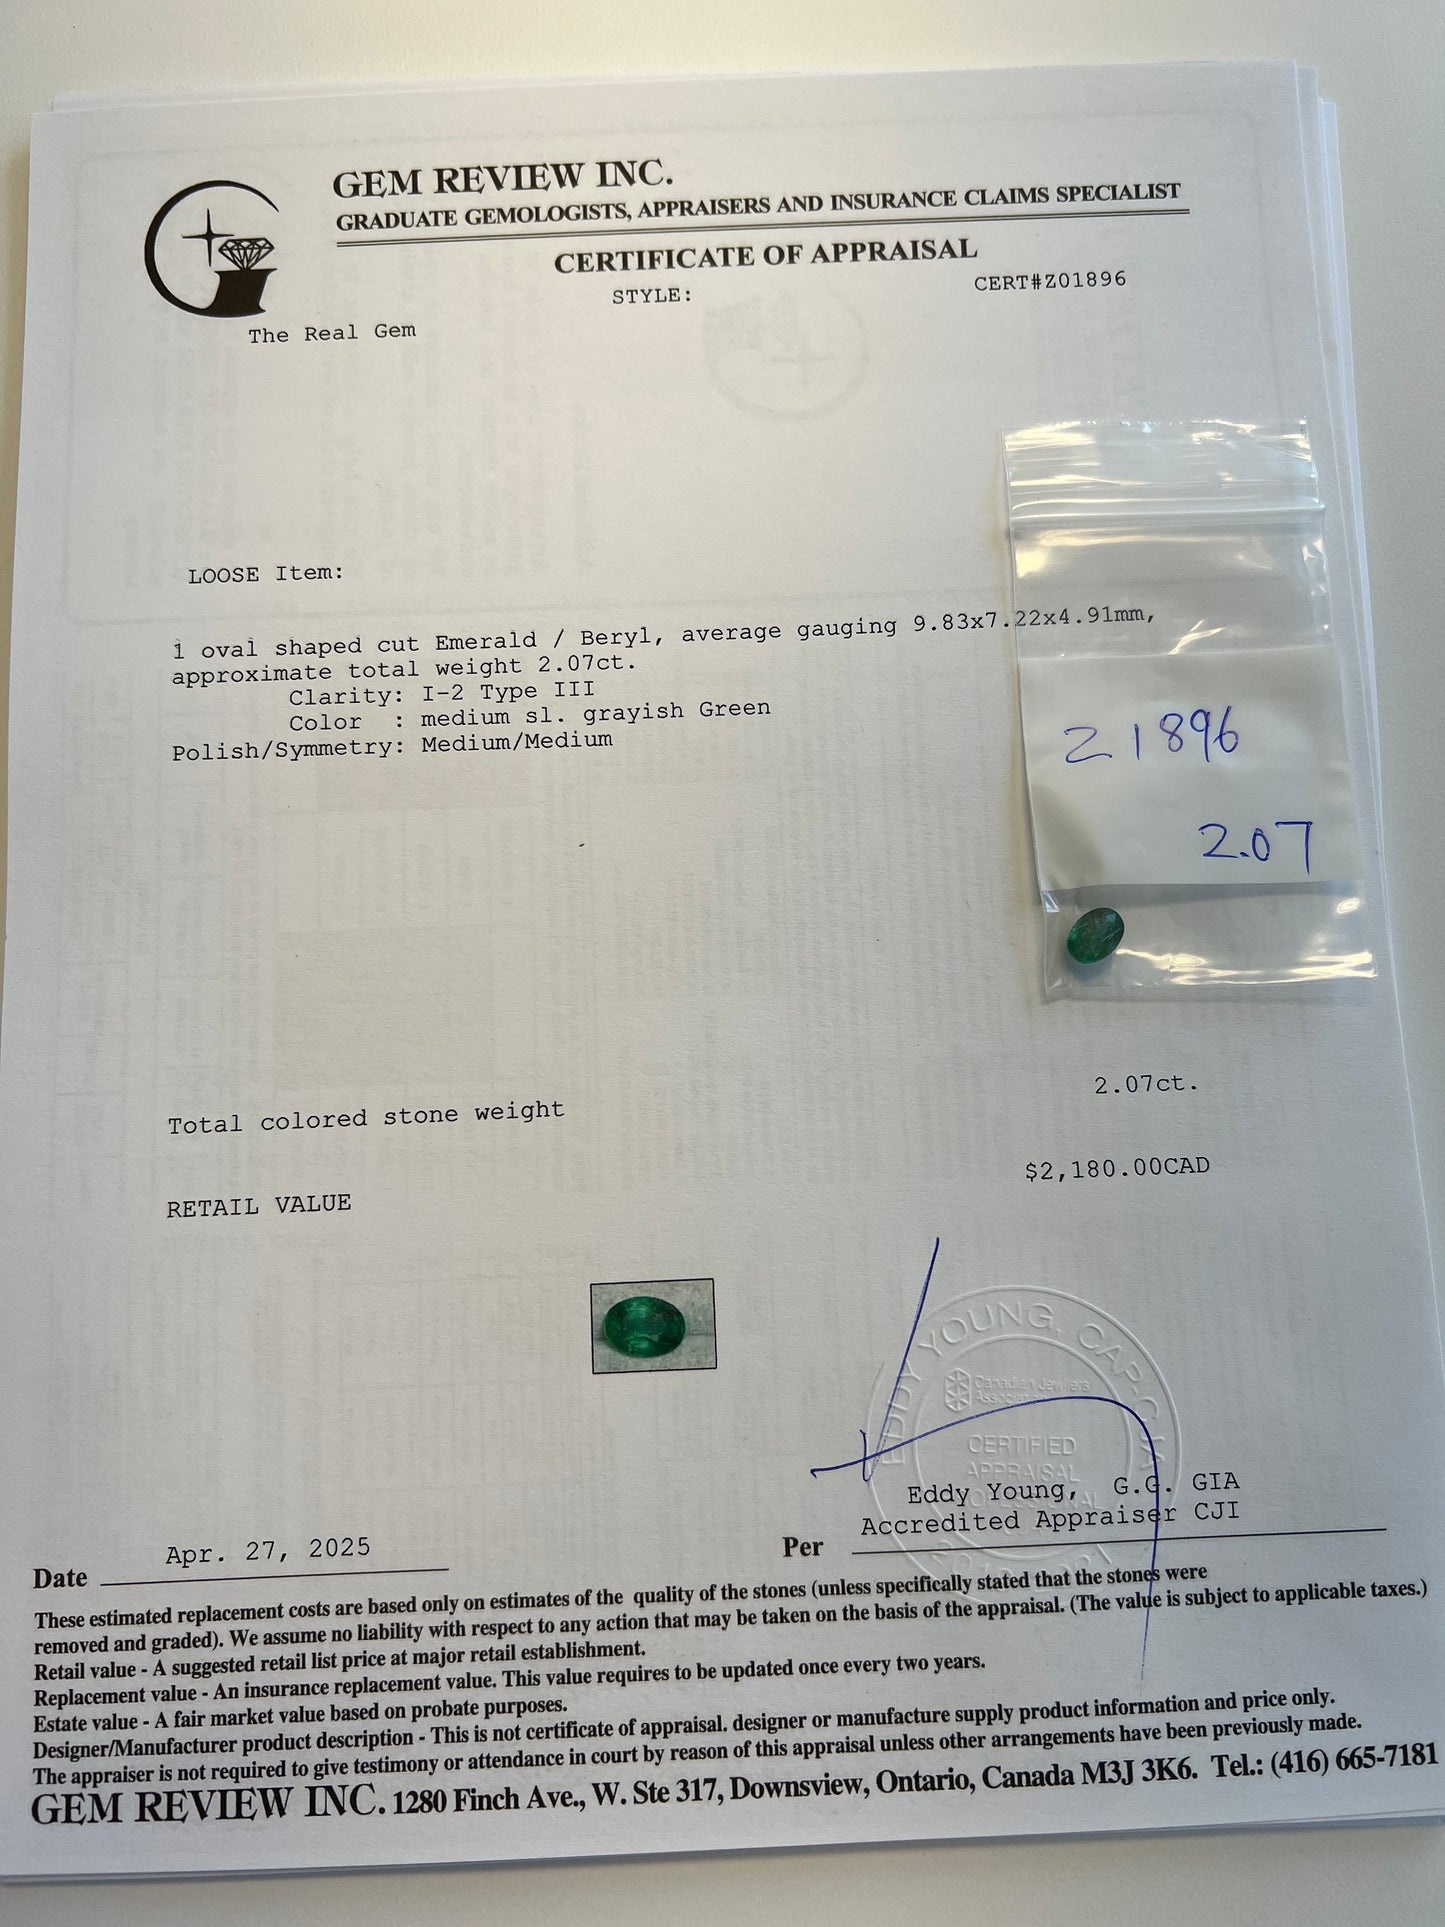 GEM REVIEW INC.
GRADUATE GEMOLOGISTS, APPRAISERS AND INSURANCE CLAIMS SPECIALIST
CERTIFICATE OF APPRAISAL
STYLE:
CERT#Z01896
The Real Gem
LOOSE Item:
1 oval shaped cut Emerald / Beryl, average gauging 9.83x7.22x4.91mm,
approximate total weight 2.07ct.
Clarity: I-2 Type III
Color : medium sl. grayish Green
Polish/Symmetry: Medium/Medium
Z1896
2.07
Total colored stone weight 2.07ct.
RETAIL VALUE $2,180.00CAD
EDDY YOUNG, CAP-CJA
Canadian Jewellers
Association
CERTIFIED
APPRAISAL
Eddy Young, G.G. GIA
Accredited Appraiser CJI
Per
Date Apr. 27, 2025
These estimated replacement costs are based only on estimates of the quality of the stones (unless specifically stated that the stones were
removed and graded). We assume no liability with respect to any action that may be taken on the basis of the appraisal. (The value is subject to applicable taxes.)
Retail value - A suggested retail list price at major retail establishment.
Replacement value - An insurance replacement value. This value requires to be updated once every two years.
Estate value - A fair market value based on probate purposes.
Designer/Manufacturer product description - This is not certificate of appraisal. designer or manufacture supply product information and price only.
The appraiser is not required to give testimony or attendance in court by reason of this appraisal unless other arrangements have been previously made.
GEM REVIEW INC. 1280 Finch Ave., W. Ste 317, Downsview, Ontario, Canada M3J 3K6. Tel.: (416) 665-7181